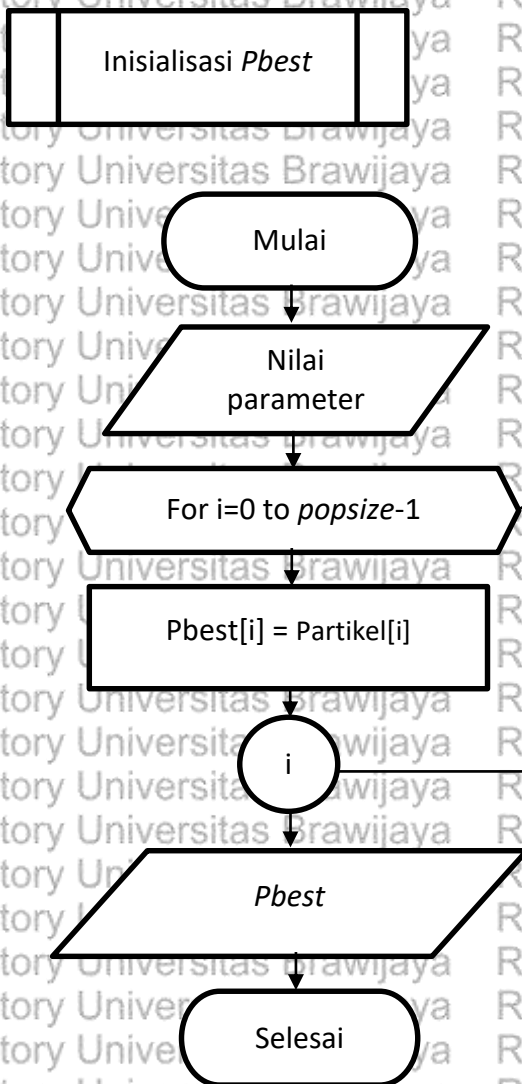 Inisialisasi Pbest
Mulai
Nilai
parameter
For i=0 to popsize-1
Pbest[i] = Partikel[i]
i
Pbest
Selesai